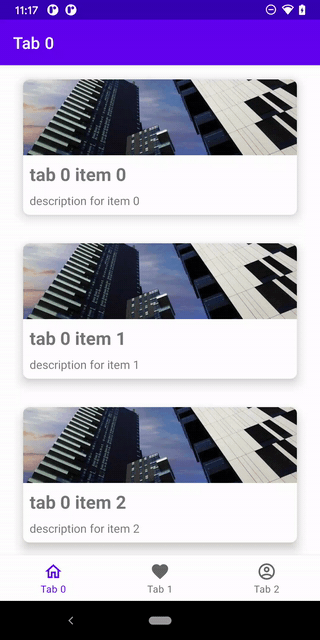 11:17
Tab 0
tab 0 item 0
description for item 0
tab 0 item 1
description for item 1
tab 0 item 2
description for item 2
Tab 0
Tab 1
Tab 2